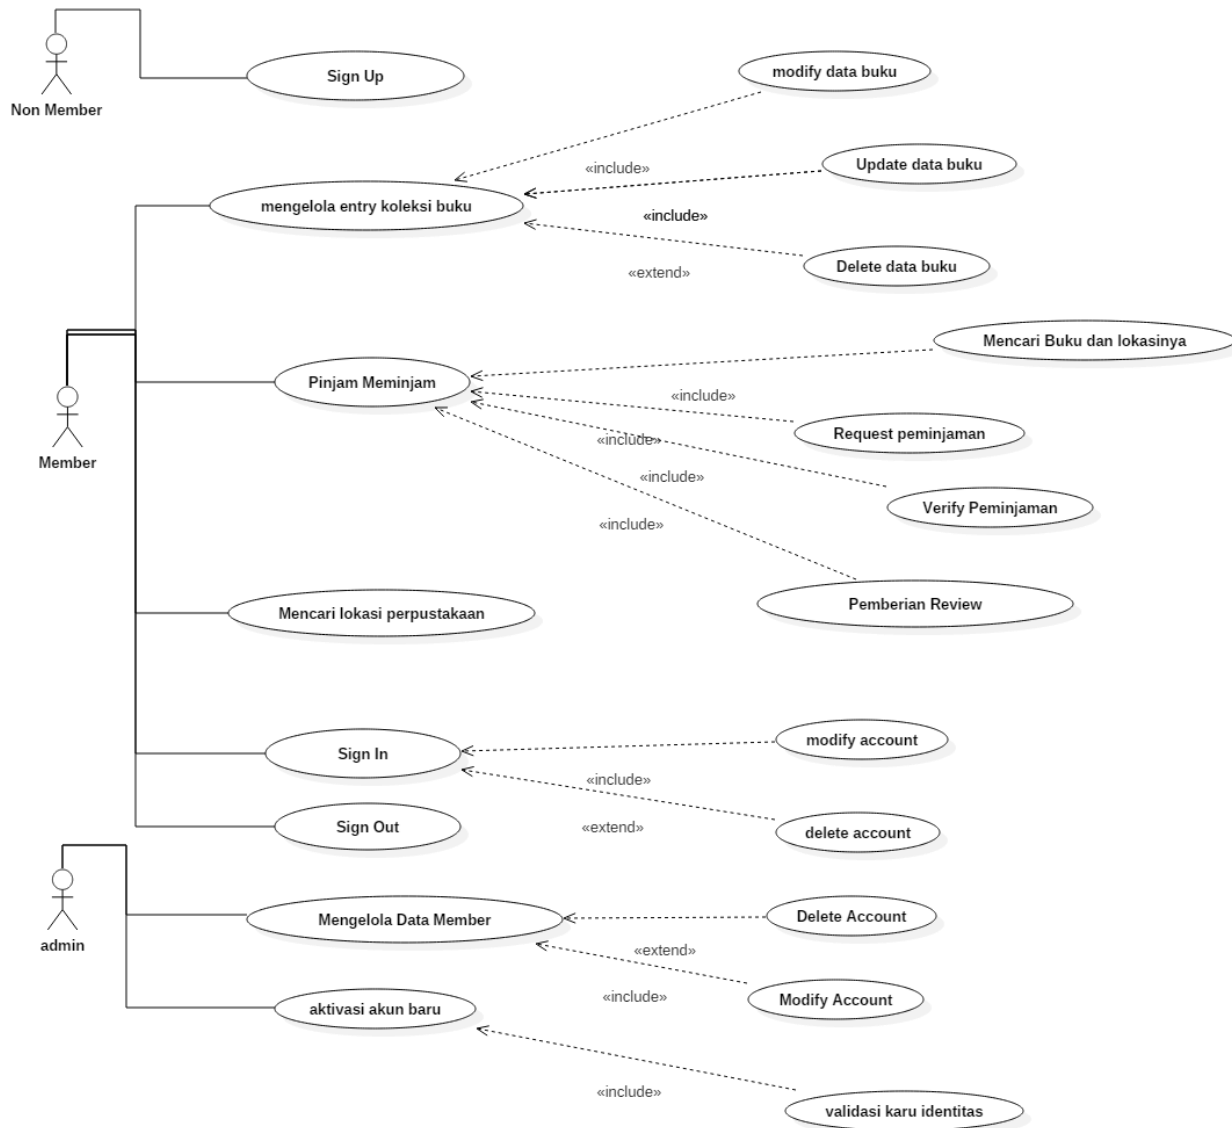 Non Member
Sign Up
modify data buku
«include»
Update data buku
mengelola entry koleksi buku
«include»
Delete data buku
«extend»
Mencari Buku dan lokasinya
Pinjam Meminjam
«include»
Request peminjaman
«include»
Member
«include»
Verify Peminjaman
«include»
Pemberian Review
Mencari lokasi perpustakaan
modify account
Sign In
«include»
Sign Out
«extend»
delete account
Mengelola Data Member
Delete Account
admin
«extend»
Modify Account
«include»
aktivasi akun baru
«include»
validasi karu identitas